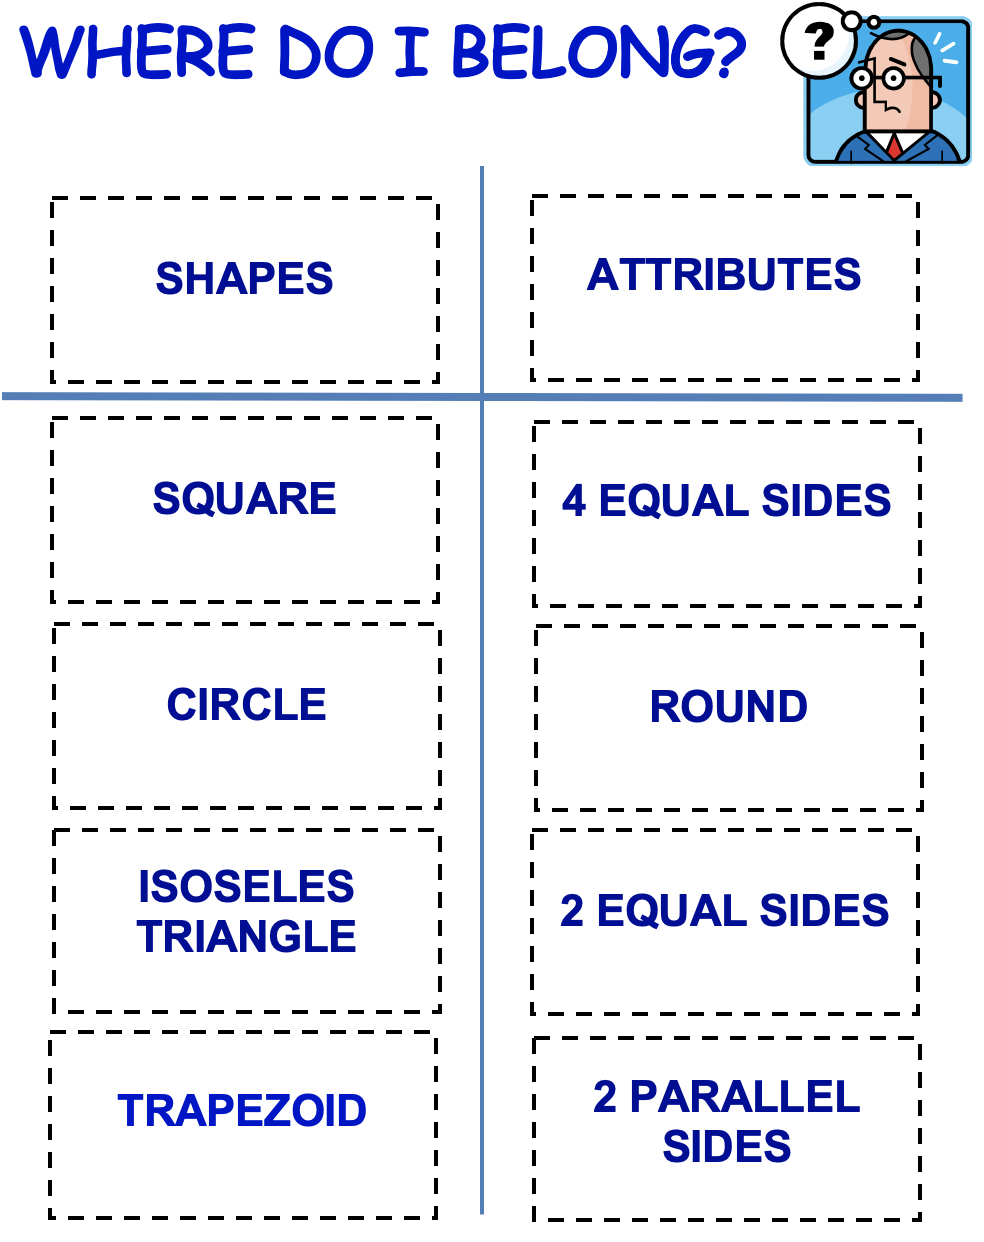 WHERE DO I BELONG?
?
SHAPES
ATTRIBUTES
SQUARE
4 EQUAL SIDES
CIRCLE
ROUND
ISOSELES
TRIANGLE
2 EQUAL SIDES
TRAPEZOID
2 PARALLEL
SIDES